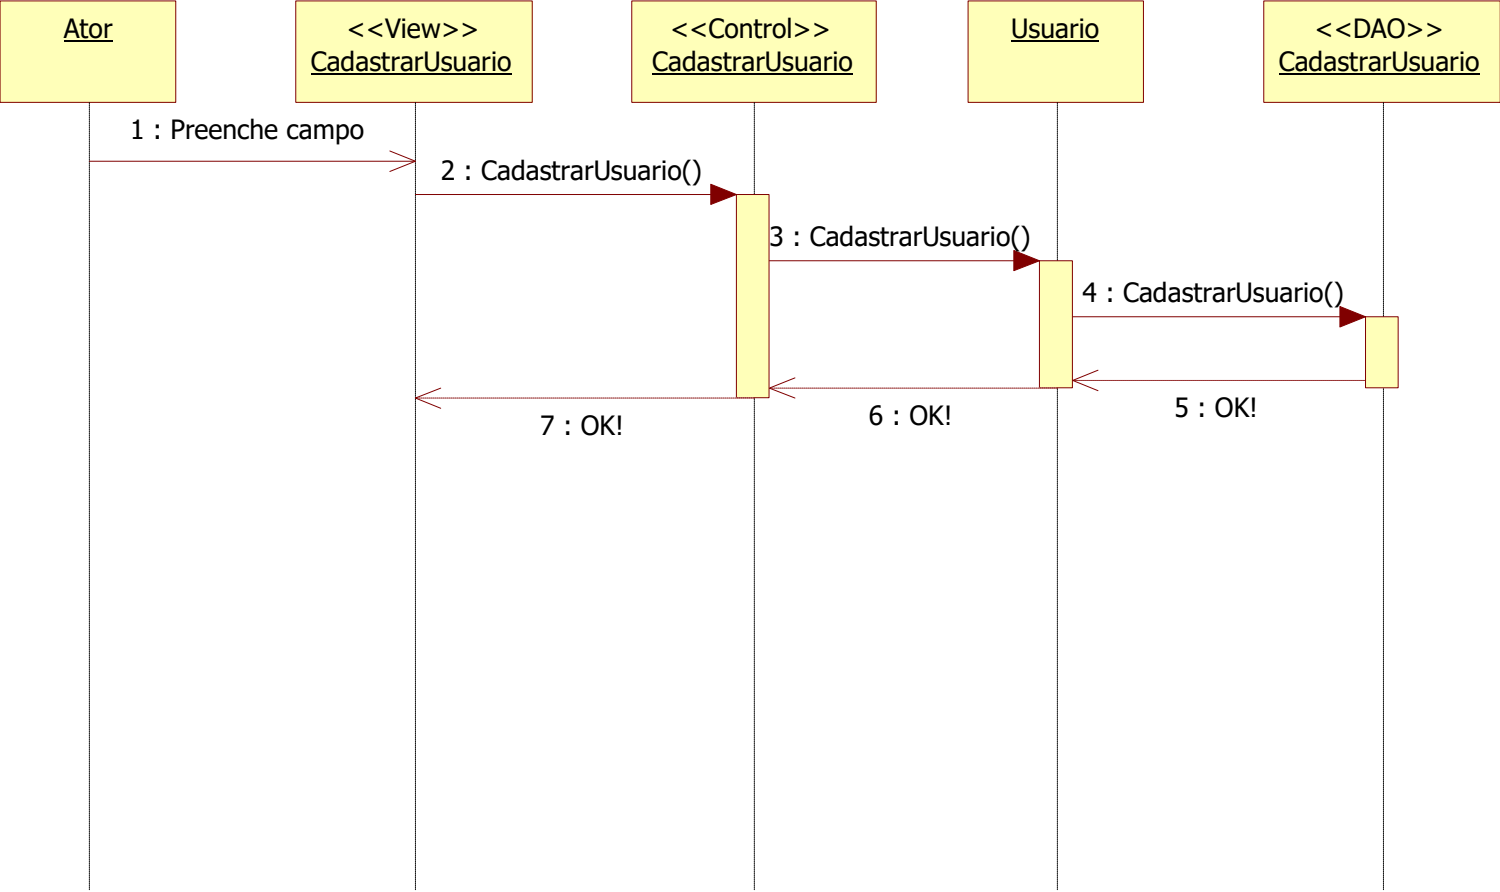 Ator
<<View>>
CadastrarUsuario
<<Control>>
CadastrarUsuario
Usuario
<<DAO>>
CadastrarUsuario
1 : Preenche campo
2 : CadastrarUsuario()
3 : CadastrarUsuario()
4 : CadastrarUsuario()
5 : OK!
6 : OK!
7 : OK!